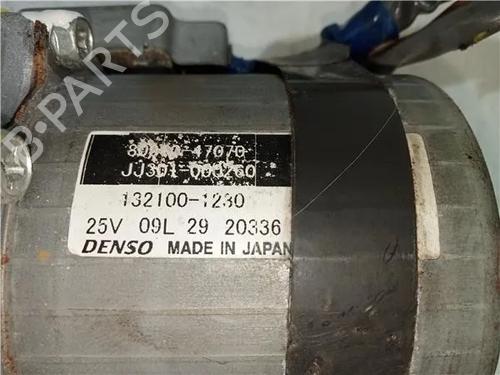 B-PARTS
JJ301-000260
132100-1230
25V 09L 29 20336
DENSO MADE IN JAPAN